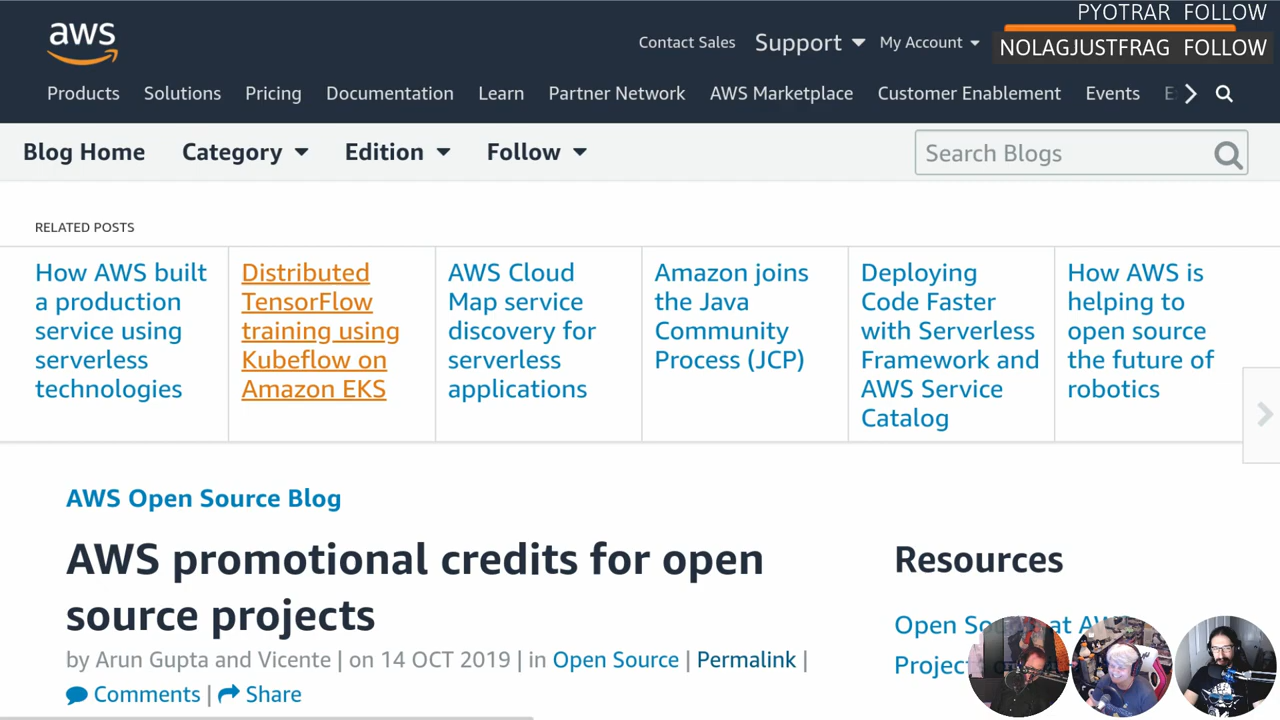 PYOTRAR FOLLOW
aws
Contact Sales Support My Account
NOLAGJUSTFRAG FOLLOW
Products Solutions Pricing Documentation Learn Partner Network AWS Marketplace Customer Enablement Events
Blog Home Category Edition Follow Search Blogs
RELATED POSTS
How AWS built
a production
service using
serverless
technologies
Distributed
TensorFlow
training using
Kubeflow on
Amazon EKS
AWS Cloud
Map service
discovery for
serverless
applications
Amazon joins
the Java
Community
Process (JCP)
Deploying
Code Faster
with Serverless
Framework and
AWS Service
Catalog
How AWS is
helping to
open source
the future of
robotics
AWS Open Source Blog
AWS promotional credits for open
source projects
by Arun Gupta and Vicente | on 14 OCT 2019 | in Open Source | Permalink |
Comments | Share
Resources
Open at